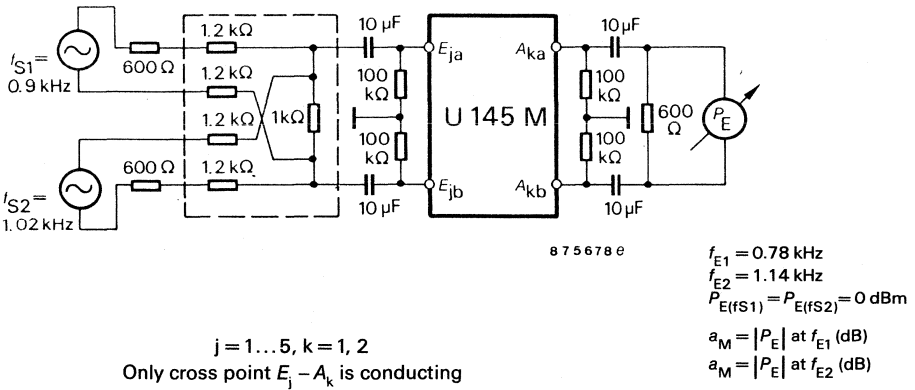 f_S1 =
0.9 kHz
600 Ω
1.2 kΩ
1.2 kΩ
1.2 kΩ
1.2 kΩ
600 Ω
f_S2 =
1.02 kHz
1kΩ
10 µF
10 µF
100
kΩ
100
kΩ
E_ja
E_jb
U 145 M
A_ka
A_kb
10 µF
10 µF
100
kΩ
100
kΩ
600
Ω
P_E
875678e
f_E1 = 0.78 kHz
f_E2 = 1.14 kHz
P_E(fS1) = P_E(fS2) = 0 dBm
a_M = |P_E| at f_E1 (dB)
a_M = |P_E| at f_E2 (dB)
j = 1...5, k = 1, 2
Only cross point E_j – A_k is conducting